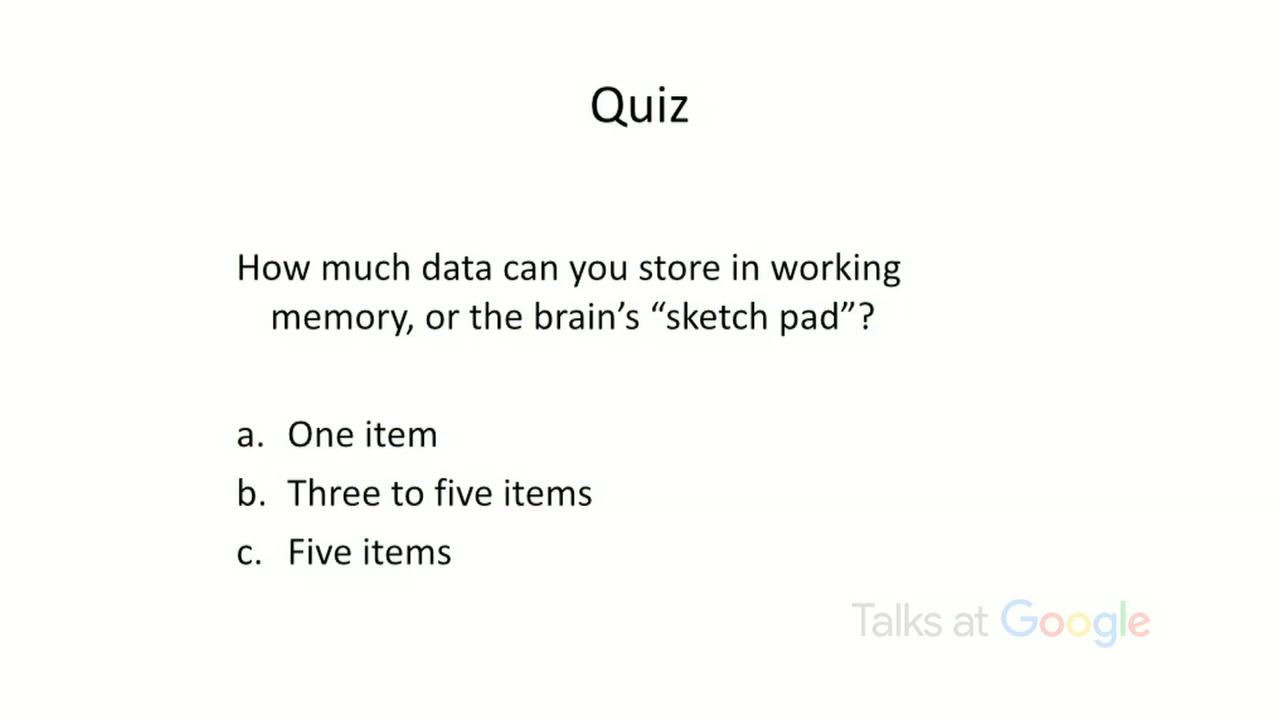 Quiz
How much data can you store in working
memory, or the brain’s “sketch pad”?
a. One item
b. Three to five items
c. Five items
Talks at Google